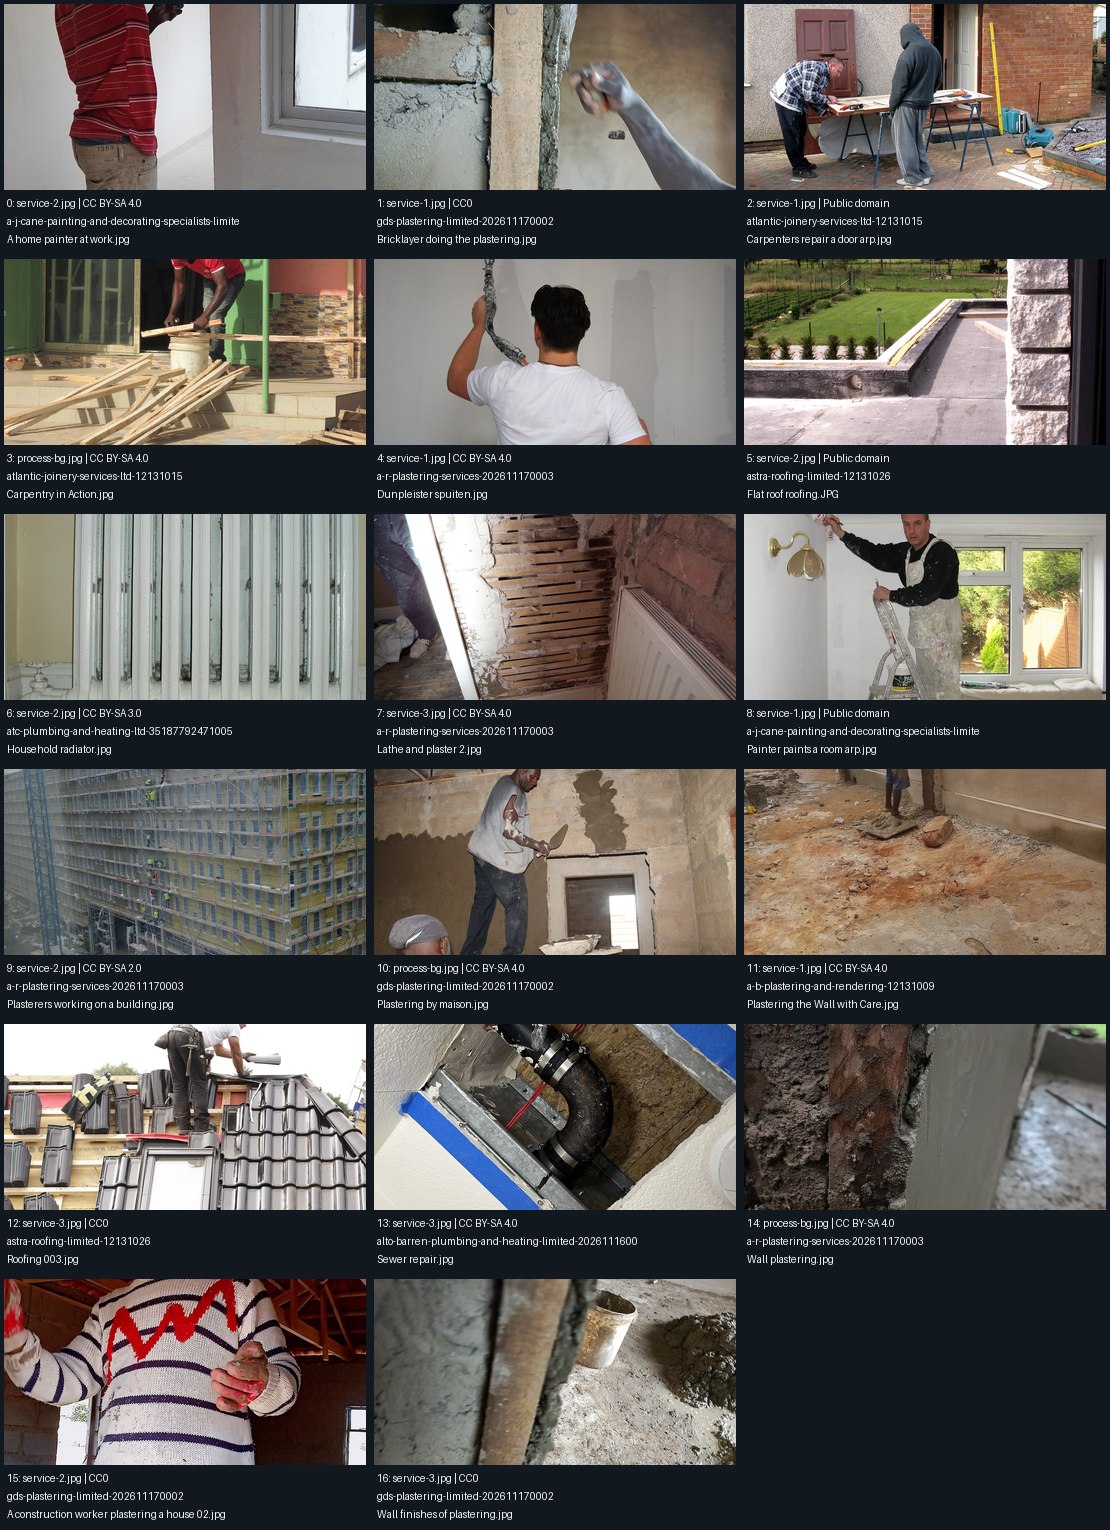 0: service-2.jpg | CC BY-SA 4.0
a-j-cane-painting-and-decorating-specialists-limite
A home painter at work.jpg
1: service-1.jpg | CC0
gds-plastering-limited-202611170002
Bricklayer doing the plastering.jpg
2: service-1.jpg | Public domain
atlantic-joinery-services-ltd-12131015
Carpenters repair a door arp.jpg
3: process-bg.jpg | CC BY-SA 4.0
atlantic-joinery-services-ltd-12131015
Carpentry in Action.jpg
4: service-1.jpg | CC BY-SA 4.0
a-r-plastering-services-202611170003
Dunpleister spuiten.jpg
5: service-2.jpg | Public domain
astra-roofing-limited-12131026
Flat roof roofing.JPG
6: service-2.jpg | CC BY-SA 3.0
atc-plumbing-and-heating-ltd-35187792471005
Household radiator.jpg
7: service-3.jpg | CC BY-SA 4.0
a-r-plastering-services-202611170003
Lathe and plaster 2.jpg
8: service-1.jpg | Public domain
a-j-cane-painting-and-decorating-specialists-limite
Painter paints a room arp.jpg
9: service-2.jpg | CC BY-SA 2.0
a-r-plastering-services-202611170003
Plasterers working on a building.jpg
10: process-bg.jpg | CC BY-SA 4.0
gds-plastering-limited-202611170002
Plastering by maison.jpg
11: service-1.jpg | CC BY-SA 4.0
a-b-plastering-and-rendering-12131009
Plastering the Wall with Care.jpg
12: service-3.jpg | CC0
astra-roofing-limited-12131026
Roofing 003.jpg
13: service-3.jpg | CC BY-SA 4.0
alto-barren-plumbing-and-heating-limited-2026111600
Sewer repair.jpg
14: process-bg.jpg | CC BY-SA 4.0
a-r-plastering-services-202611170003
Wall plastering.jpg
15: service-2.jpg | CC0
gds-plastering-limited-202611170002
A construction worker plastering a house 02.jpg
16: service-3.jpg | CC0
gds-plastering-limited-202611170002
Wall finishes of plastering.jpg